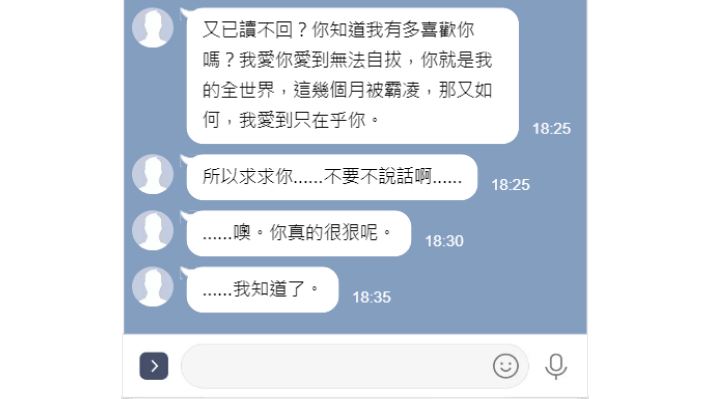 又已讀不回？你知道我有多喜歡你
嗎？我愛你愛到無法自拔，你就是我
的全世界，這幾個月被霸凌，那又如
何，我愛到只在乎你。
18:25
所以求求你......不要不說話啊......
18:25
......噢。你真的很狠呢。
18:30
......我知道了。
18:35